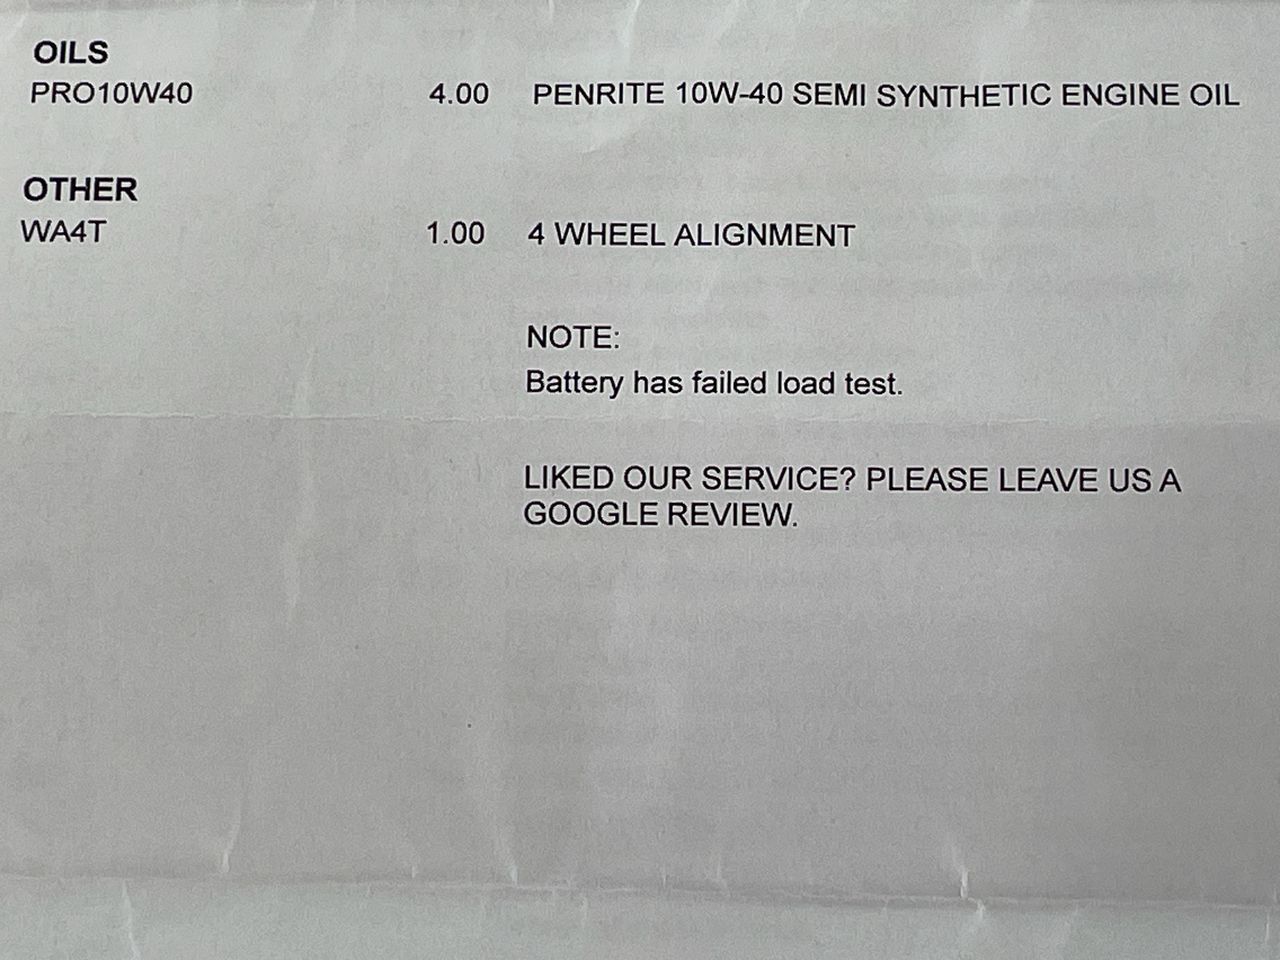 OILS
PRO10W40 4.00 PENRITE 10W-40 SEMI SYNTHETIC ENGINE OIL
OTHER
WA4T 1.00 4 WHEEL ALIGNMENT
NOTE:
Battery has failed load test.
LIKED OUR SERVICE? PLEASE LEAVE US A
GOOGLE REVIEW.